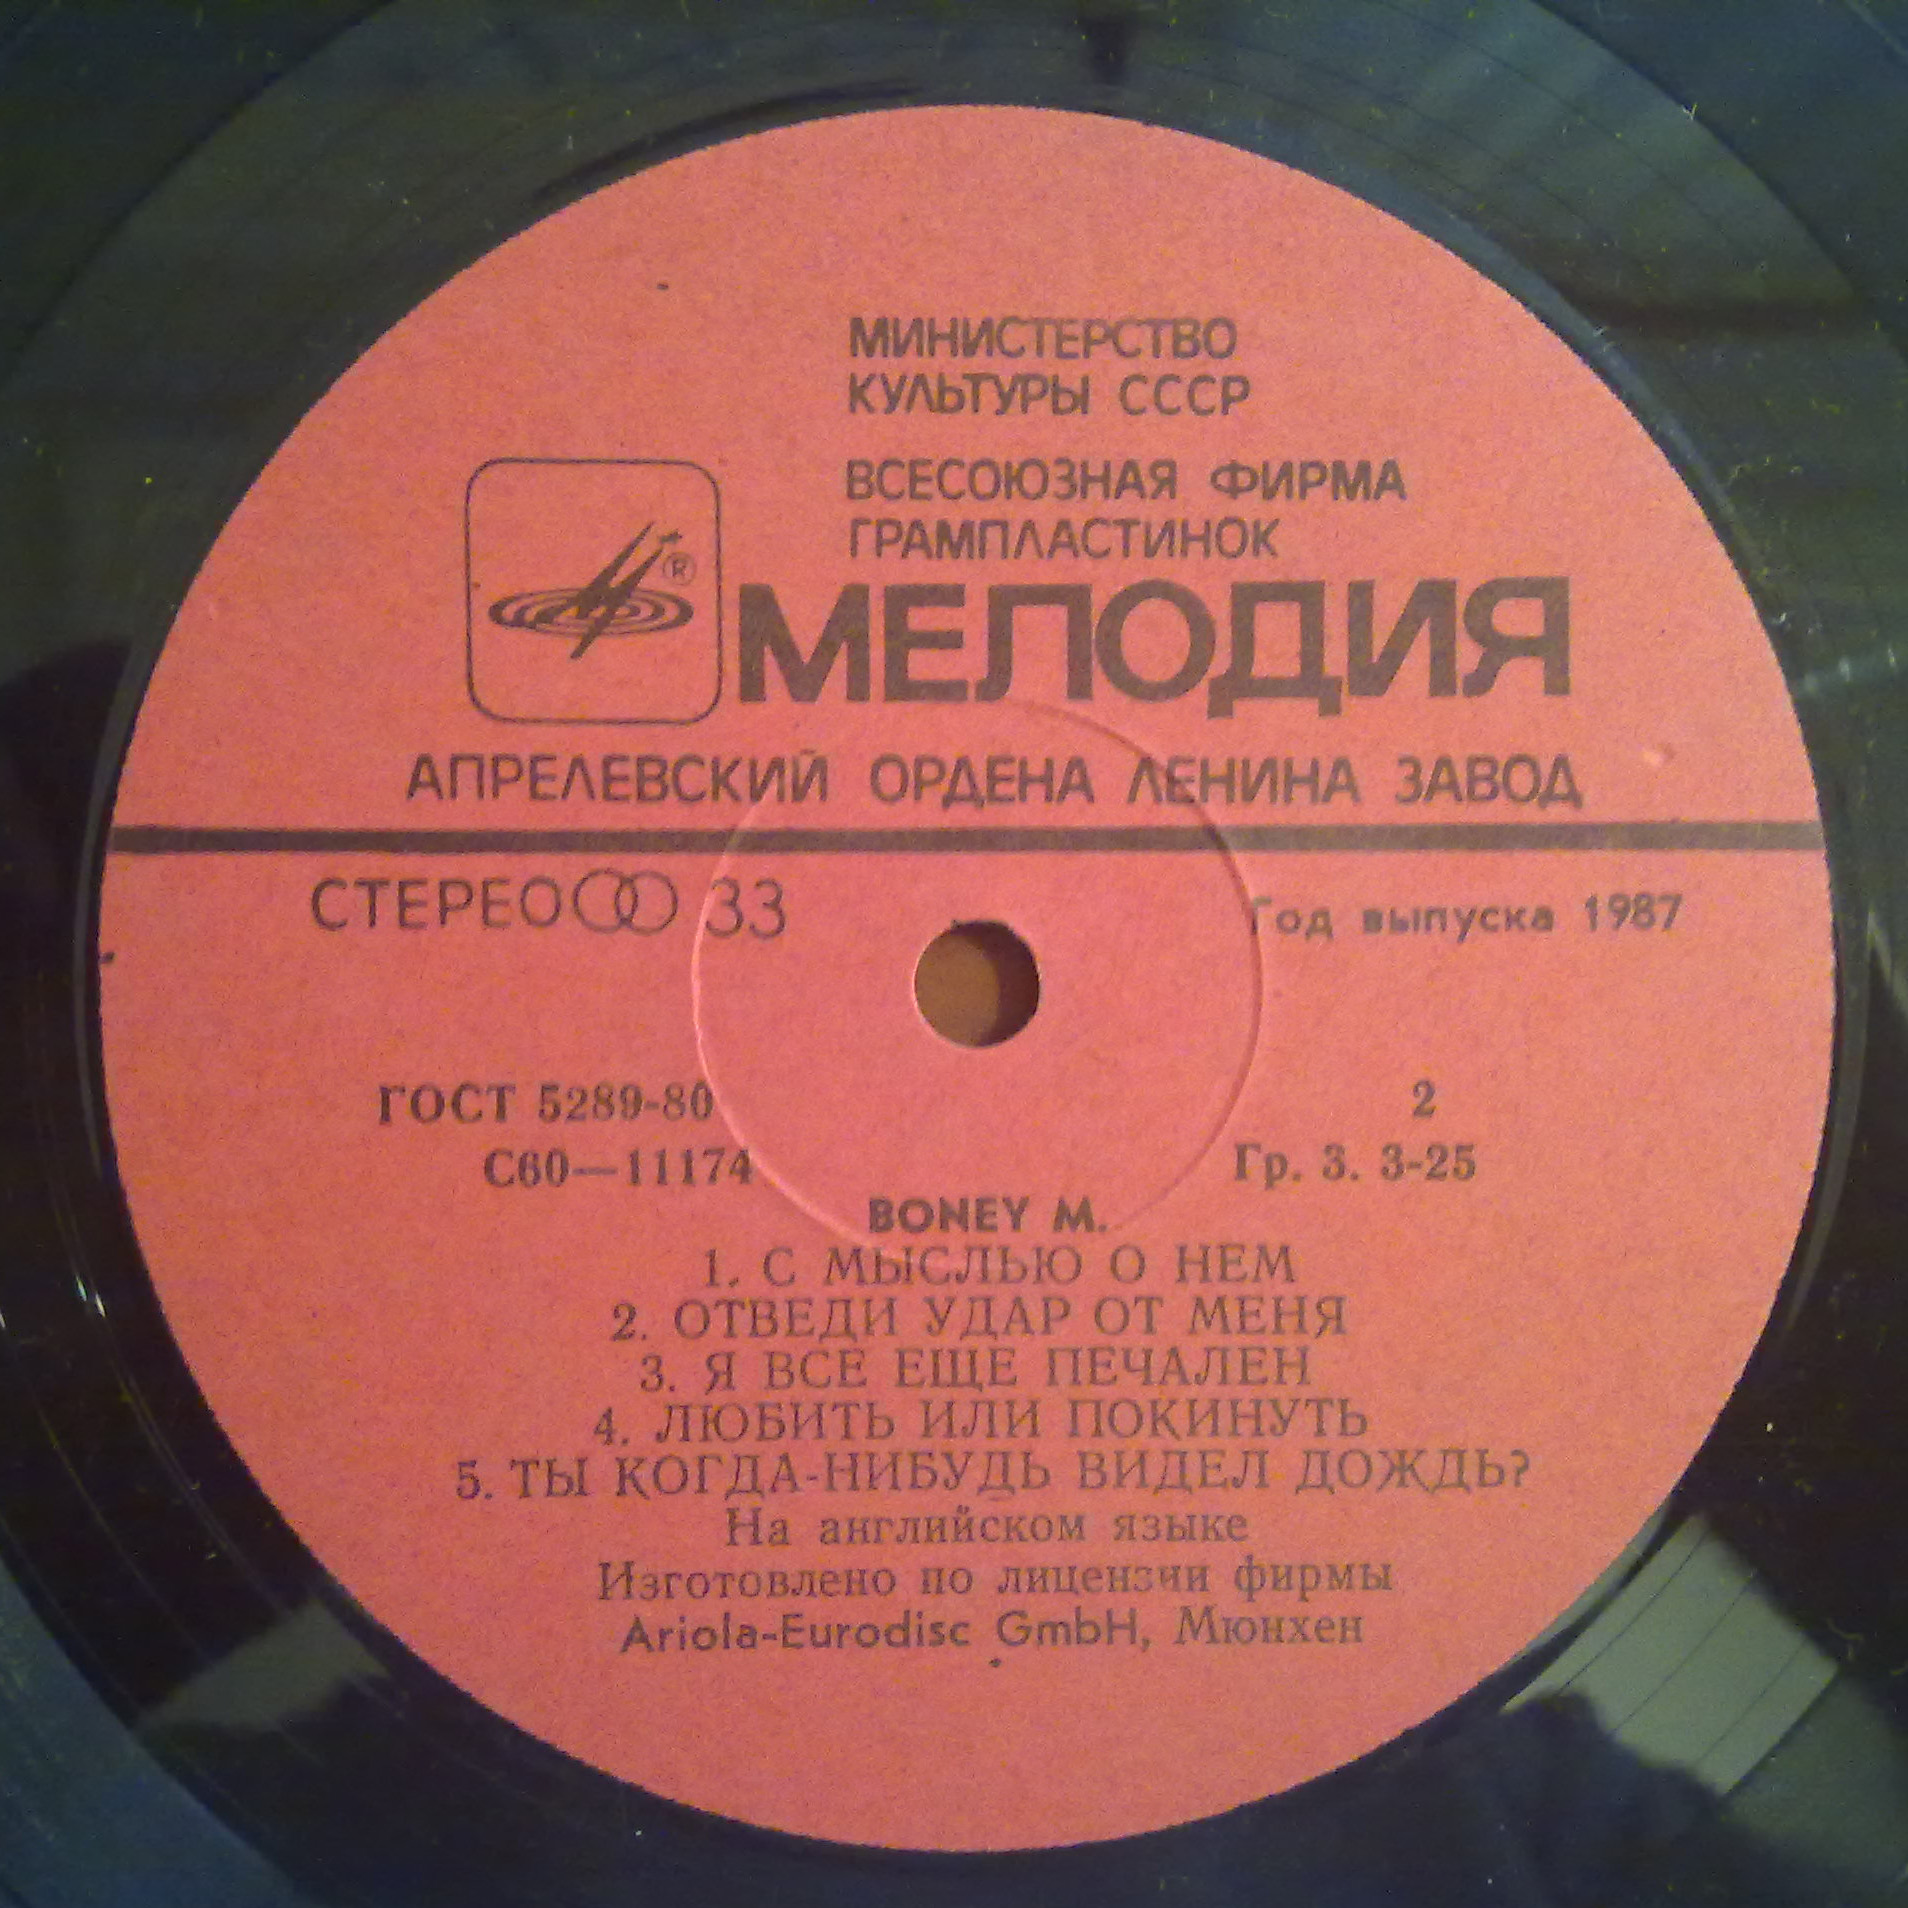 МИНИСТЕРСТВО
КУЛЬТУРЫ СССР
ВСЕСОЮЗНАЯ ФИРМА
ГРАМПЛАСТИНОК
®
МЕЛОДИЯ
АПРЕЛЕВСКИЙ ОРДЕНА ЛЕНИНА ЗАВОД
СТЕРЕО 33
Год выпуска 1987
ГОСТ 5289-80
2
С60—11174
Гр. 3. 3-25
BONEY M.
1. С МЫСЛЬЮ О НЕМ
2. ОТВЕДИ УДАР ОТ МЕНЯ
3. Я ВСЕ ЕЩЕ ПЕЧАЛЕН
4. ЛЮБИТЬ ИЛИ ПОКИНУТЬ
5. ТЫ КОГДА-НИБУДЬ ВИДЕЛ ДОЖДЬ?
На английском языке
Изготовлено по лицензии фирмы
Ariola-Eurodisc GmbH, Мюнхен